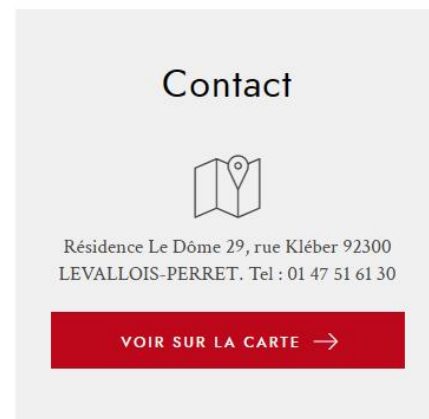 Contact
Résidence Le Dôme 29, rue Kléber 92300
LEVALLOIS-PERRET. Tel : 01 47 51 61 30
VOIR SUR LA CARTE